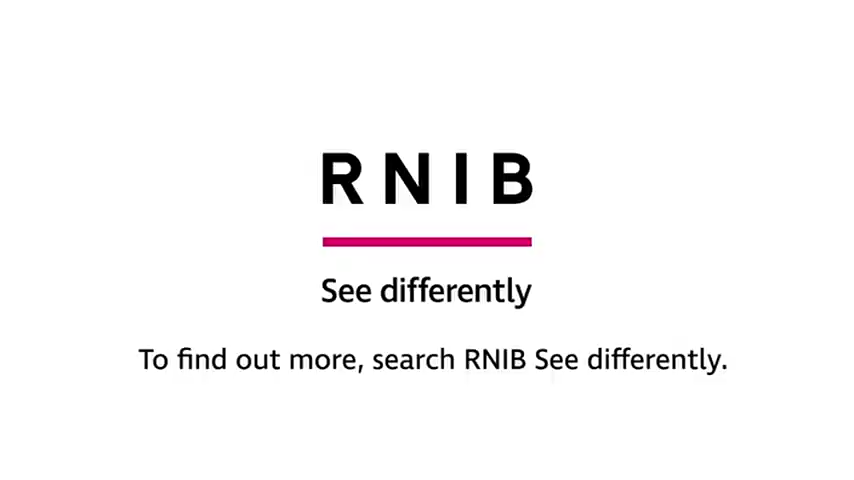 RNIB
See differently
To find out more, search RNIB See differently.